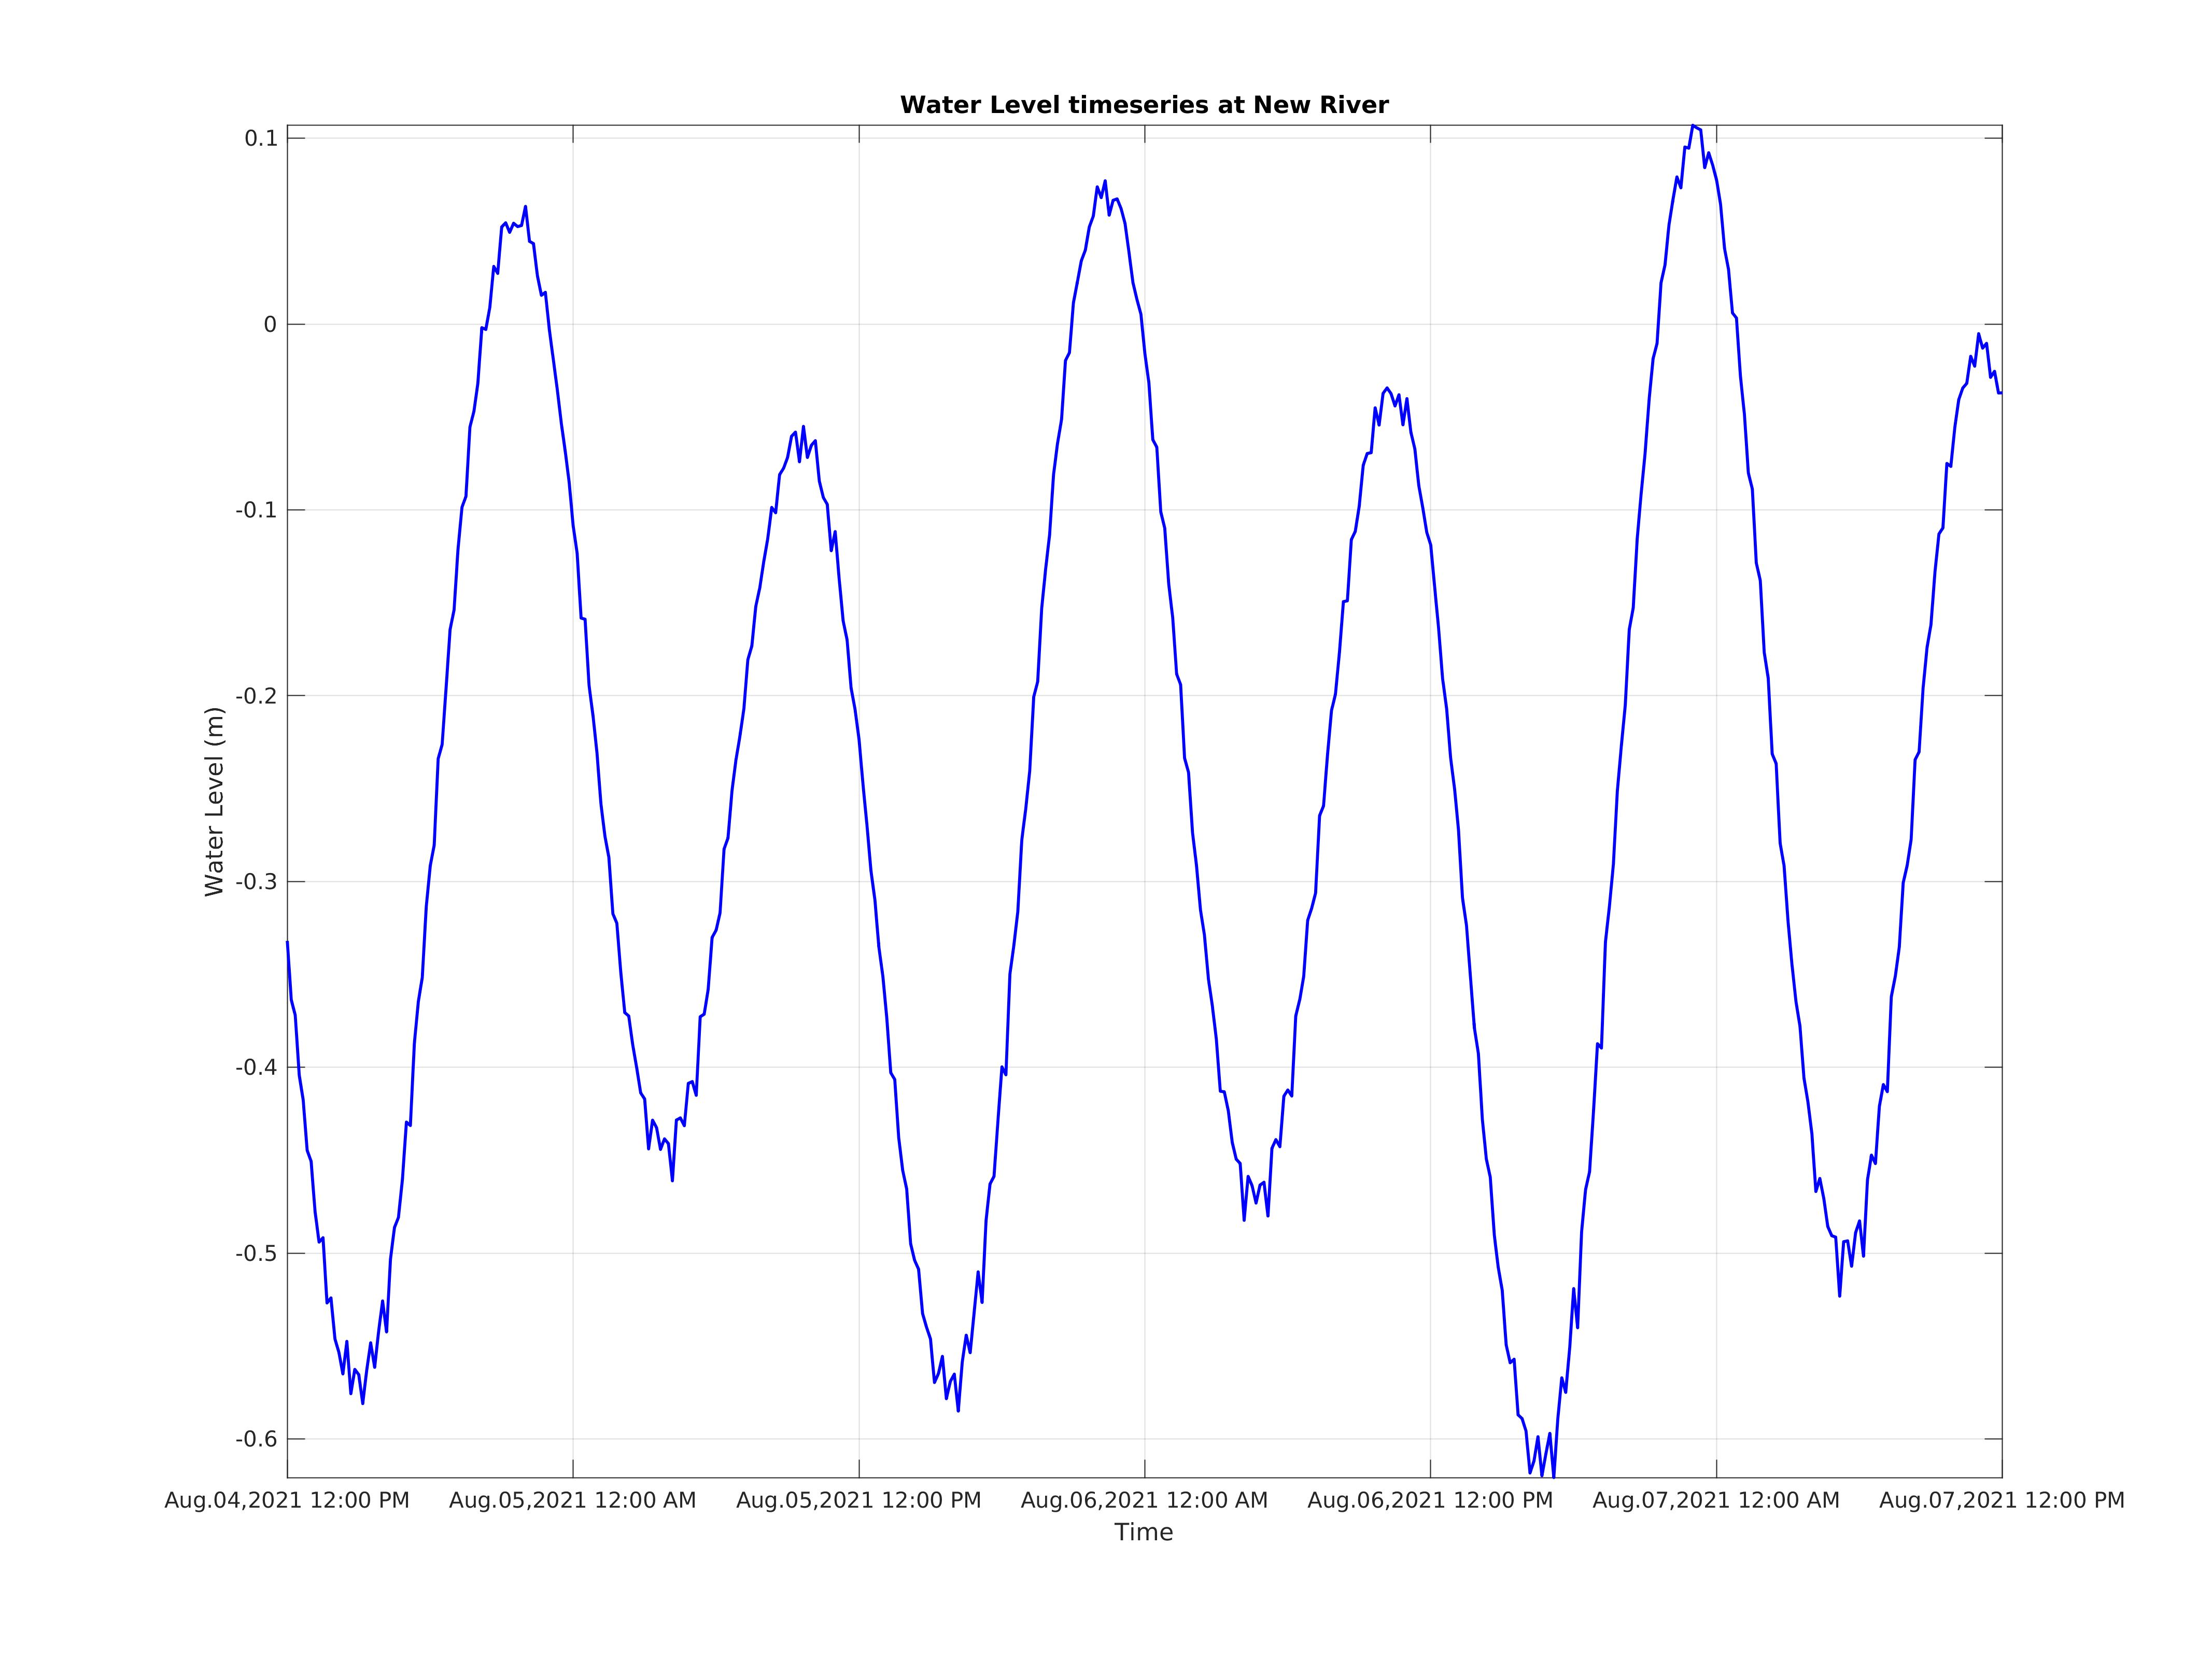 Water Level timeseries at New River
0.1
0
-0.1
-0.2
-0.3
-0.4
-0.5
-0.6
Water Level (m)
Aug.04,2021 12:00 PM Aug.05,2021 12:00 AM Aug.05,2021 12:00 PM Aug.06,2021 12:00 AM Aug.06,2021 12:00 PM Aug.07,2021 12:00 AM Aug.07,2021 12:00 PM
Time